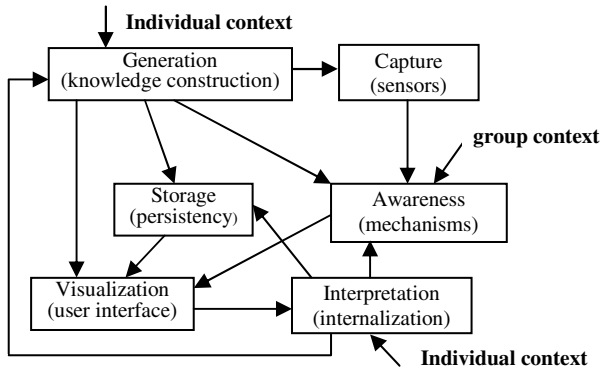 Individual context
Generation
(knowledge construction)
Capture
(sensors)
group context
Storage
(persistency)
Awareness
(mechanisms)
Visualization
(user interface)
Interpretation
(internalization)
Individual context